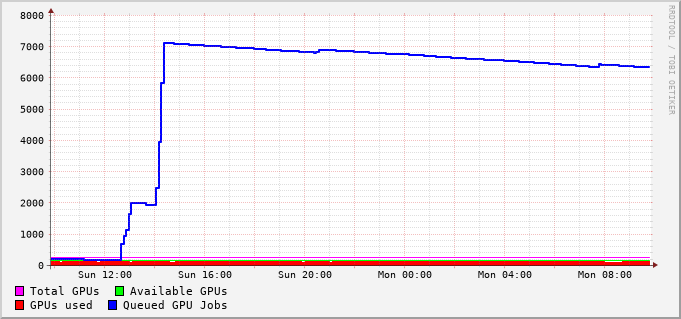 8000
7000
6000
5000
4000
3000
2000
1000
0
Sun 12:00 Sun 16:00 Sun 20:00 Mon 00:00 Mon 04:00 Mon 08:00
Total GPUs Available GPUs
GPUs used Queued GPU Jobs
RRDTOOL / TOBI OETIKER